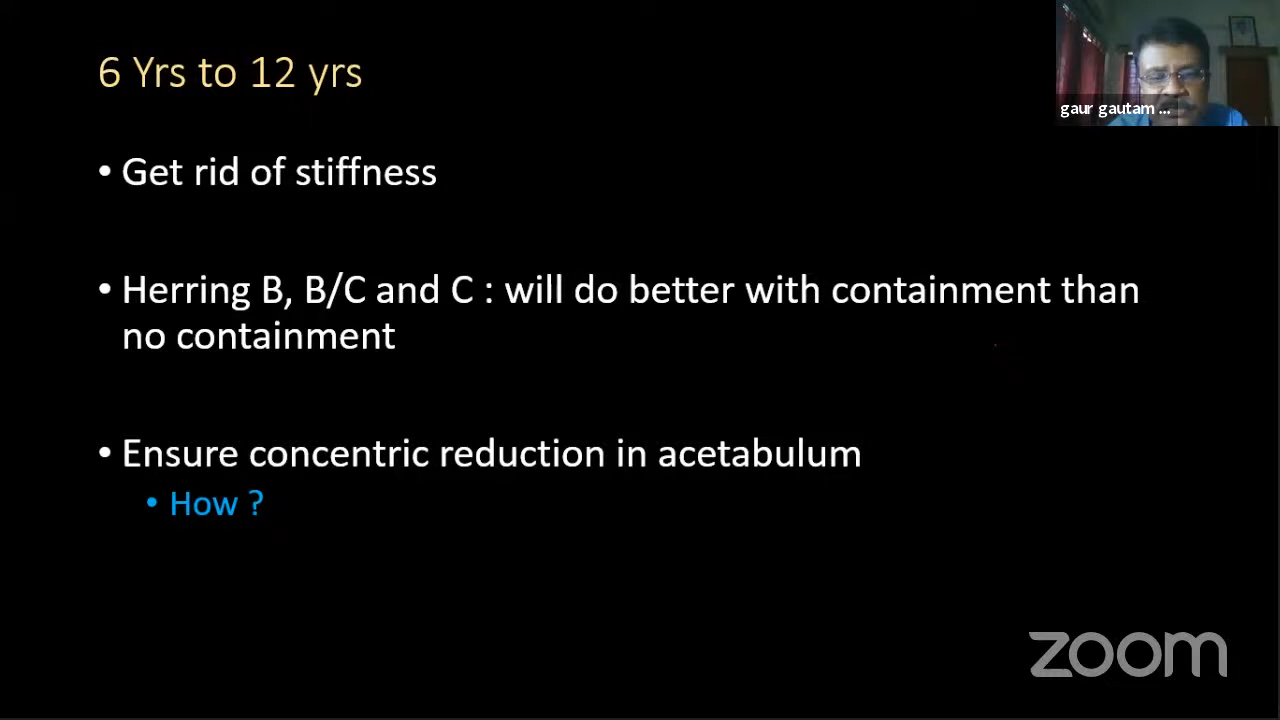 6 Yrs to 12 yrs
gaur gautam ...
• Get rid of stiffness
• Herring B, B/C and C : will do better with containment than
no containment
• Ensure concentric reduction in acetabulum
• How ?
zoom